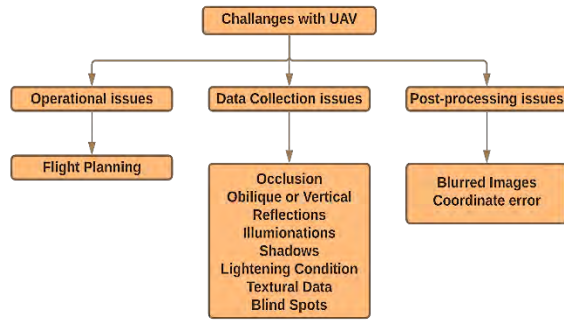 Challanges with UAV
Operational issues
Data Collection issues
Post-processing issues
Flight Planning
Occlusion
Obilique or Vertical
Reflections
Illumionations
Shadows
Lightening Condition
Textural Data
Blind Spots
Blurred Images
Coordinate error